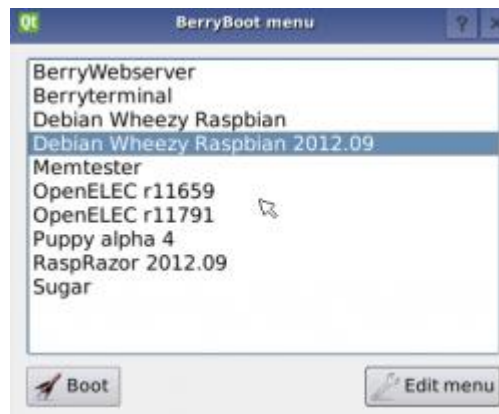 Qt BerryBoot menu ?
BerryWebserver
Berryterminal
Debian Wheezy Raspbian
Debian Wheezy Raspbian 2012.09
Memtester
OpenELEC r11659
OpenELEC r11791
Puppy alpha 4
RaspRazor 2012.09
Sugar
Boot Edit menu